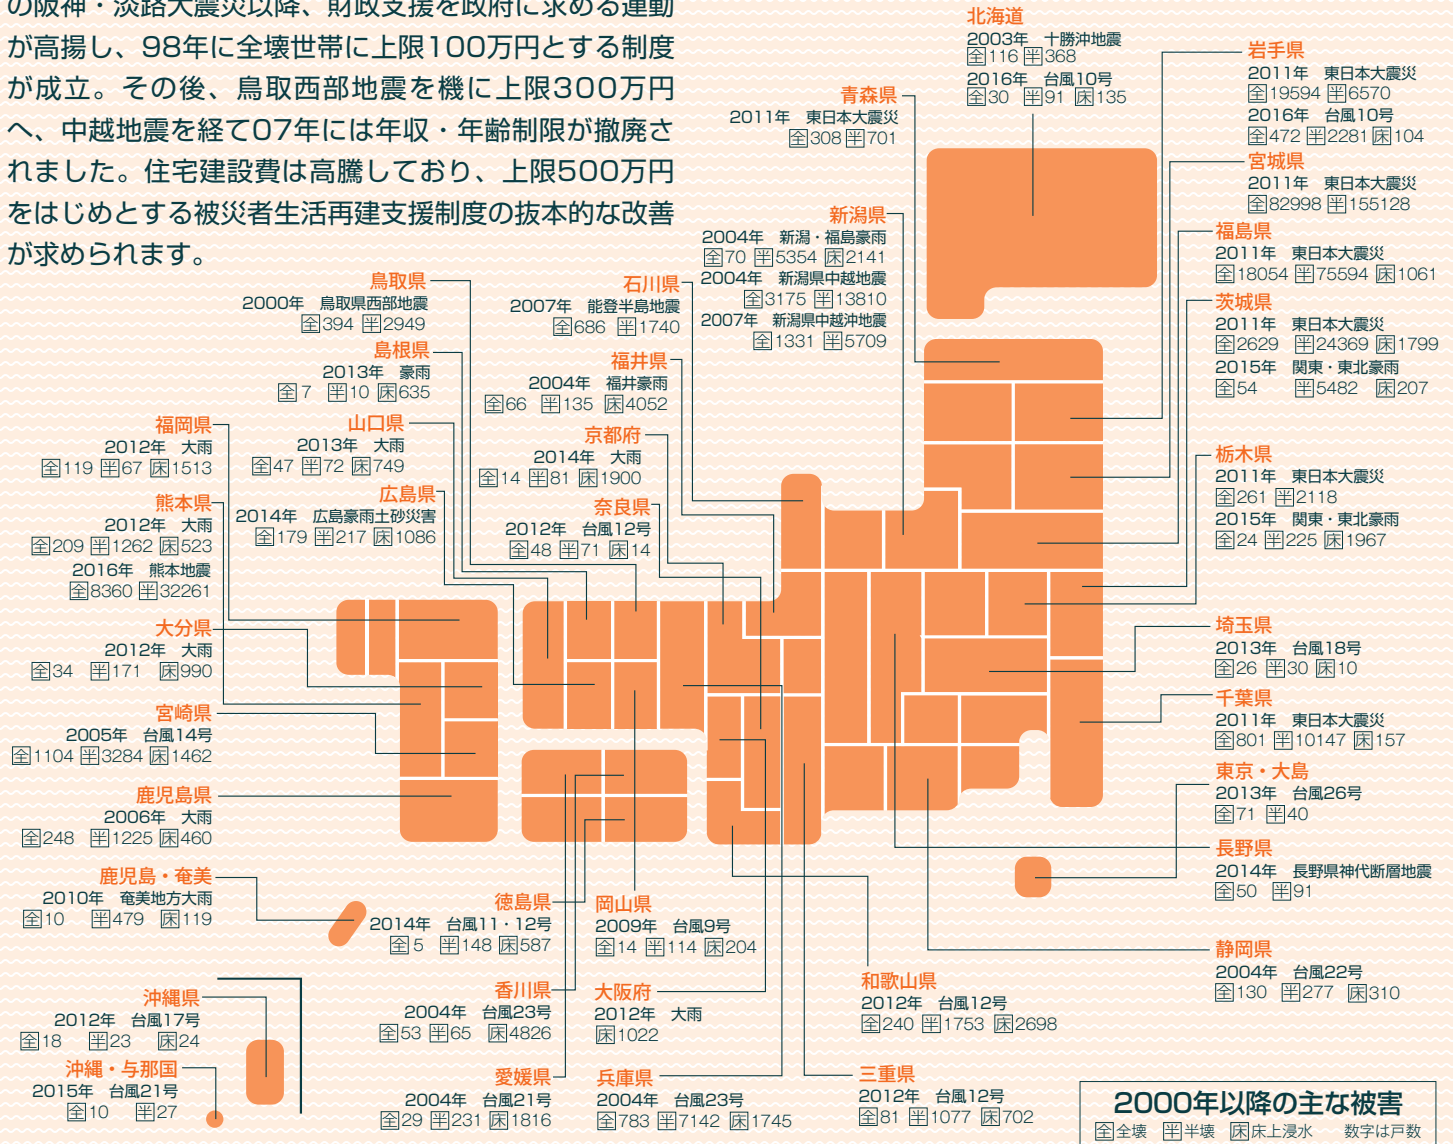 の阪神・淡路大震災以降、財政支援を政府に求める運動
が高揚し、98年に全壊世帯に上限100万円とする制度
が成立。その後、鳥取西部地震を機に上限300万円
へ、中越地震を経て07年には年収・年齢制限が撤廃さ
れました。住宅建設費は高騰しており、上限500万円
をはじめとする被災者生活再建支援制度の抜本的な改善
が求められます。
北海道
2003年 十勝沖地震
全116 半368
2016年 台風10号
全30 半91 床135
青森県
2011年 東日本大震災
全308 半701
岩手県
2011年 東日本大震災
全19594 半6570
2016年 台風10号
全472 半2281 床104
宮城県
2011年 東日本大震災
全82998 半155128
福島県
2011年 東日本大震災
全18054 半75594 床1061
茨城県
2011年 東日本大震災
全2629 半24369 床1799
2015年 関東・東北豪雨
全54 半5482 床207
栃木県
2011年 東日本大震災
全261 半2118
2015年 関東・東北豪雨
全24 半225 床1967
埼玉県
2013年 台風18号
全26 半30 床10
千葉県
2011年 東日本大震災
全801 半10147 床157
東京・大島
2013年 台風26号
全71 半40
長野県
2014年 長野県神代断層地震
全50 半91
静岡県
2004年 台風22号
全130 半277 床310
新潟県
2004年 新潟・福島豪雨
全70 半5354 床2141
2004年 新潟県中越地震
全3175 半13810
2007年 新潟県中越沖地震
全1331 半5709
石川県
2007年 能登半島地震
全686 半1740
福井県
2004年 福井豪雨
全66 半135 床4052
京都府
2014年 大雨
全14 半81 床1900
奈良県
2012年 台風12号
全48 半71 床14
鳥取県
2000年 鳥取県西部地震
全394 半2949
島根県
2013年 豪雨
全7 半10 床635
山口県
2013年 大雨
全47 半72 床749
広島県
2014年 広島豪雨土砂災害
全179 半217 床1086
福岡県
2012年 大雨
全119 半67 床1513
熊本県
2012年 大雨
全209 半1262 床523
2016年 熊本地震
全8360 半32261
大分県
2012年 大雨
全34 半171 床990
宮崎県
2005年 台風14号
全1104 半3284 床1462
鹿児島県
2006年 大雨
全248 半1225 床460
鹿児島・奄美
2010年 奄美地方大雨
全10 半479 床119
沖縄県
2012年 台風17号
全18 半23 床24
沖縄・与那国
2015年 台風21号
全10 半27
徳島県
2014年 台風11・12号
全5 半148 床587
香川県
2004年 台風23号
全53 半65 床4826
愛媛県
2004年 台風21号
全29 半231 床1816
岡山県
2009年 台風9号
全14 半114 床204
大阪府
2012年 大雨
床1022
兵庫県
2004年 台風23号
全783 半7142 床1745
和歌山県
2012年 台風12号
全240 半1753 床2698
三重県
2012年 台風12号
全81 半1077 床702
2000年以降の主な被害
全全壊 半半壊 床床上浸水 数字は戸数